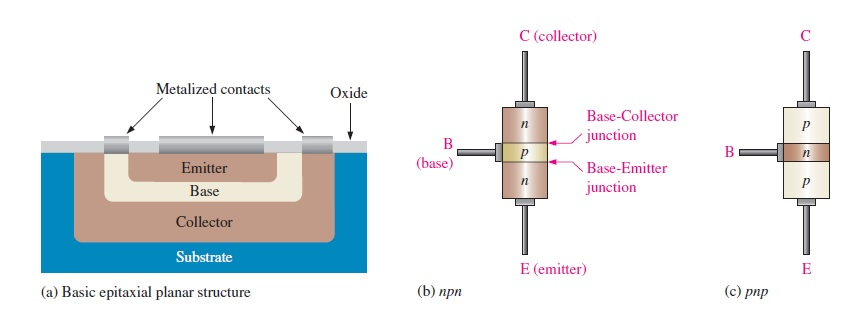 Metalized contacts
Oxide
Emitter
Base
Collector
Substrate
(a) Basic epitaxial planar structure
C (collector)
n
Base-Collector
junction
B
(base)
p
Base-Emitter
junction
n
E (emitter)
(b) npn
C
p
B
n
p
E
(c) pnp